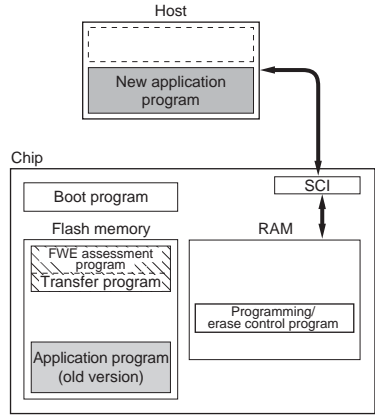 Host
New application
program
Chip
SCI
Boot program
Flash memory
RAM
FWE assessment
program
Transfer program
Programming/
erase control program
Application program
(old version)